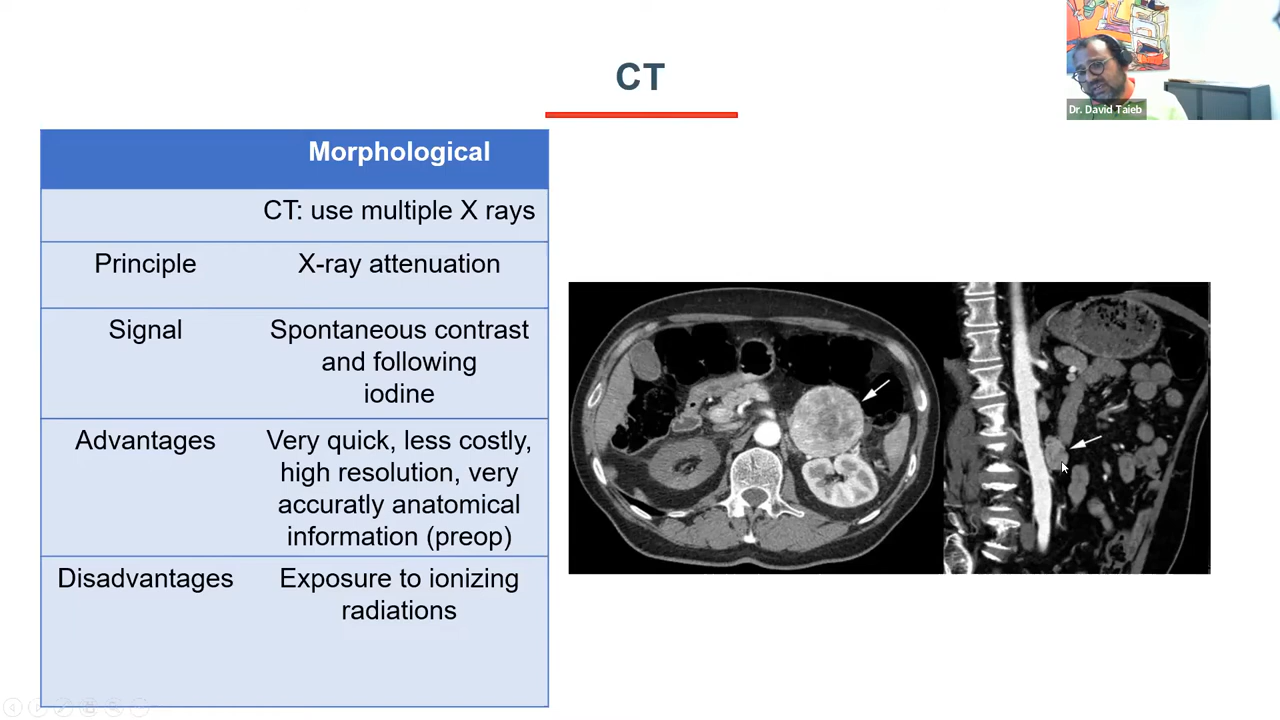 CT
Dr. David Taieb
Morphological
CT: use multiple X rays
Principle
X-ray attenuation
Signal
Spontaneous contrast
and following
iodine
Advantages
Very quick, less costly,
high resolution, very
accuratly anatomical
information (preop)
Disadvantages
Exposure to ionizing
radiations